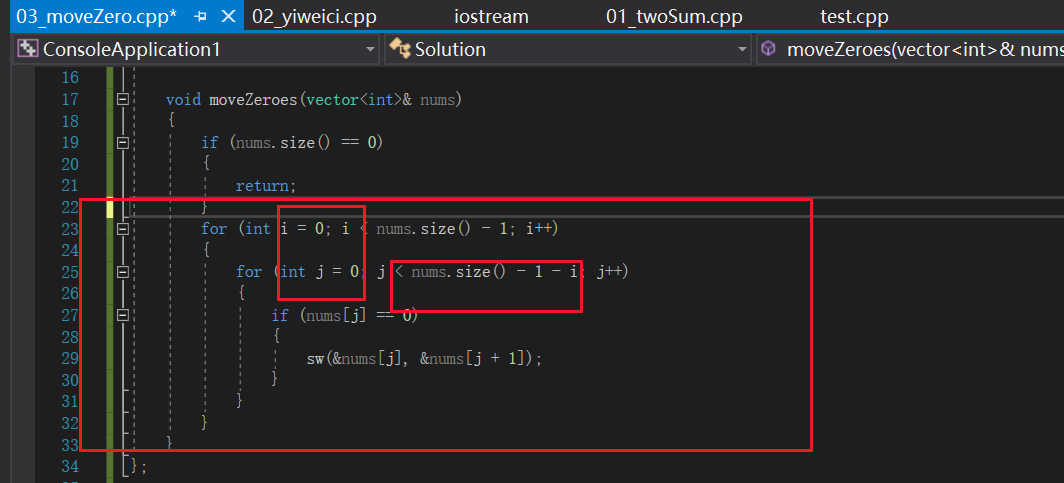 03_moveZero.cpp* 02_yiweici.cpp iostream 01_twoSum.cpp test.cpp
ConsoleApplication1 Solution moveZeroes(vector<int>& nums
16
17 void moveZeroes(vector<int>& nums)
18 {
19 if (nums.size() == 0)
20 {
21 return;
22 }
23 for (int i = 0; i < nums.size() - 1; i++)
24 {
25 for (int j = 0; j < nums.size() - 1 - i; j++)
26 {
27 if (nums[j] == 0)
28 {
29 sw(&nums[j], &nums[j + 1]);
30 }
31 }
32 }
33 }
34 };